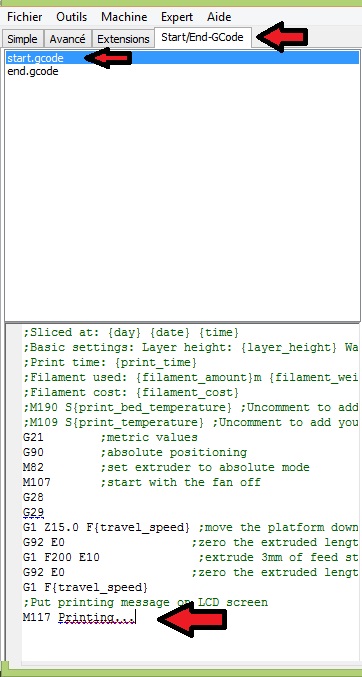 Fichier Outils Machine Expert Aide
Simple Avancé Extensions Start/End-GCode
start.gcode
end.gcode
;Sliced at: {day} {date} {time}
;Basic settings: Layer height: {layer_height} Wa
;Print time: {print_time}
;Filament used: {filament_amount}m {filament_wei
;Filament cost: {filament_cost}
;M190 S{print_bed_temperature} ;Uncomment to add
;M109 S{print_temperature} ;Uncomment to add you
G21 ;metric values
G90 ;absolute positioning
M82 ;set extruder to absolute mode
M107 ;start with the fan off
G28
G29
G1 Z15.0 F{travel_speed} ;move the platform down
G92 E0 ;zero the extruded lengt
G1 F200 E10 ;extrude 3mm of feed st
G92 E0 ;zero the extruded lengt
G1 F{travel_speed}
;Put printing message on LCD screen
M117 Printing...